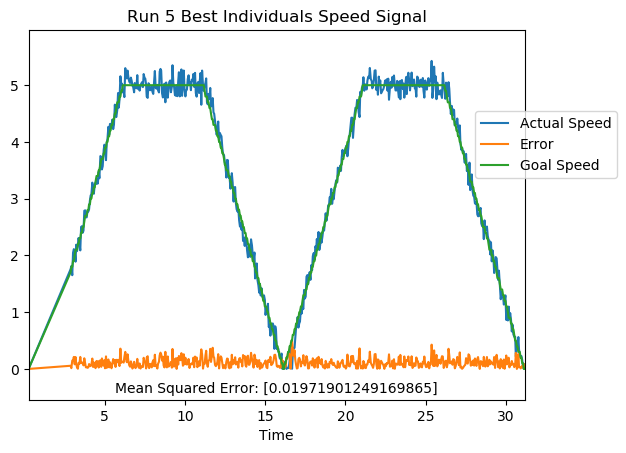 Run 5 Best Individuals Speed Signal
5
4
3
2
1
0
Actual Speed
Error
Goal Speed
Mean Squared Error: [0.01971901249169865]
5 10 15 20 25 30
Time